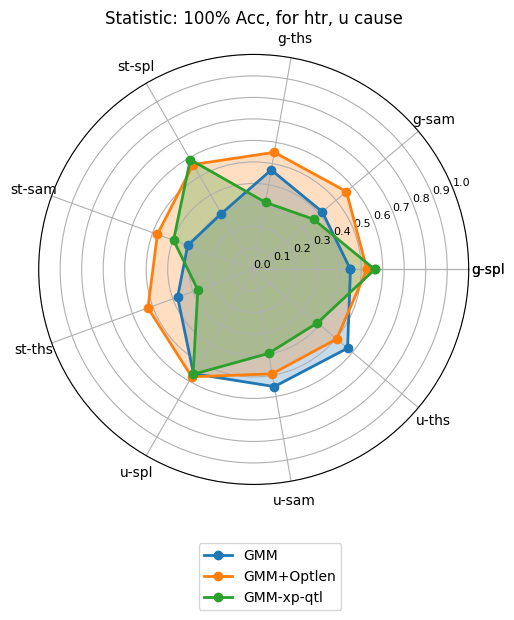 Statistic: 100% Acc, for htr, u cause
g-ths
st-spl
g-sam
st-sam
1.0
0.9
0.8
0.7
0.6
0.5
0.4
0.3
0.2
0.1
0.0
g-spl
st-ths
u-ths
u-spl
u-sam
GMM
GMM+Optlen
GMM-xp-qtl